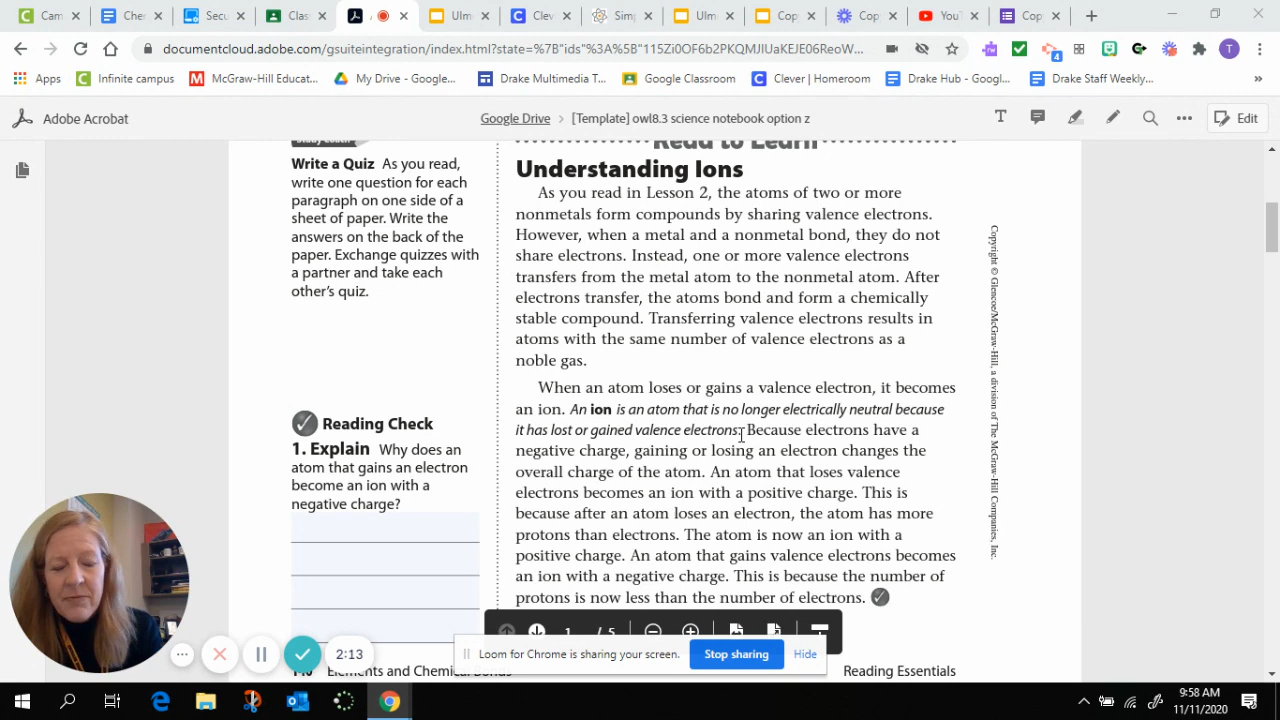 Cam
Cher
Secu
Clas
A
Ulm
Clev
Simp
Ulm
Cop
Cop
YouT
Cop
documentcloud.adobe.com/gsuiteintegration/index.html?state=%7B"ids"%3A%5B"115Zi0OF6b2PKQMJIUaKEJE06ReoW...
4
T
Apps
Infinite campus
McGraw-Hill Educat...
My Drive - Google...
Drake Multimedia T...
Google Classroom
Clever | Homeroom
Drake Hub - Googl...
Drake Staff Weekly...
»
Adobe Acrobat
Google Drive > [Template] owl8.3 science notebook option z
T
Edit
Read to Learn
Understanding Ions
As you read in Lesson 2, the atoms of two or more
nonmetals form compounds by sharing valence electrons.
However, when a metal and a nonmetal bond, they do not
share electrons. Instead, one or more valence electrons
transfers from the metal atom to the nonmetal atom. After
electrons transfer, the atoms bond and form a chemically
stable compound. Transferring valence electrons results in
atoms with the same number of valence electrons as a
noble gas.
When an atom loses or gains a valence electron, it becomes
an ion. An ion is an atom that is no longer electrically neutral because
it has lost or gained valence electrons. Because electrons have a
negative charge, gaining or losing an electron changes the
overall charge of the atom. An atom that loses valence
electrons becomes an ion with a positive charge. This is
because after an atom loses an electron, the atom has more
protons than electrons. The atom is now an ion with a
positive charge. An atom that gains valence electrons becomes
an ion with a negative charge. This is because the number of
protons is now less than the number of electrons.
Write a Quiz As you read,
write one question for each
paragraph on one side of a
sheet of paper. Write the
answers on the back of the
paper. Exchange quizzes with
a partner and take each
other's quiz.
Reading Check
1. Explain Why does an
atom that gains an electron
become an ion with a
negative charge?
Copyright © Glencoe/McGraw-Hill, a division of The McGraw-Hill Companies, Inc.
1 / 5
2:13
Loom for Chrome is sharing your screen.
Stop sharing
Hide
Elements and Chemical Bonds
Reading Essentials
9:58 AM
11/11/2020